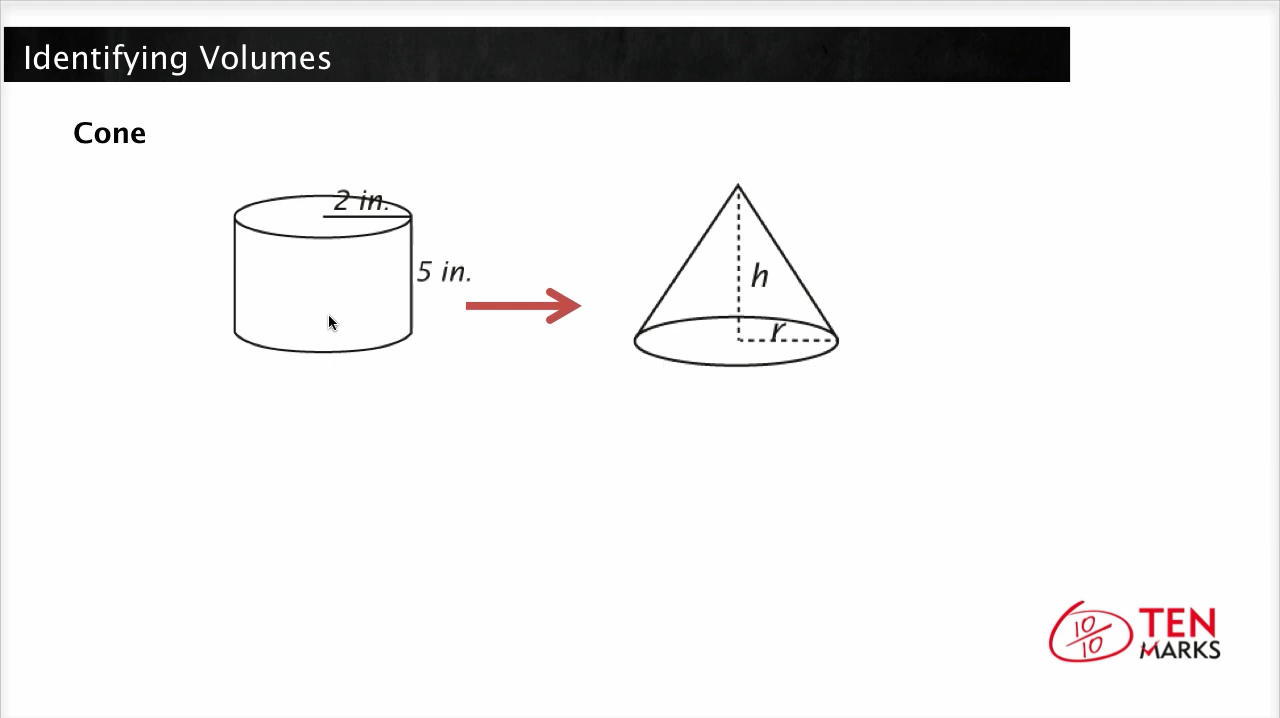 Identifying Volumes
Cone
2 in.
5 in.
h
r
10
10
TEN
MARKS